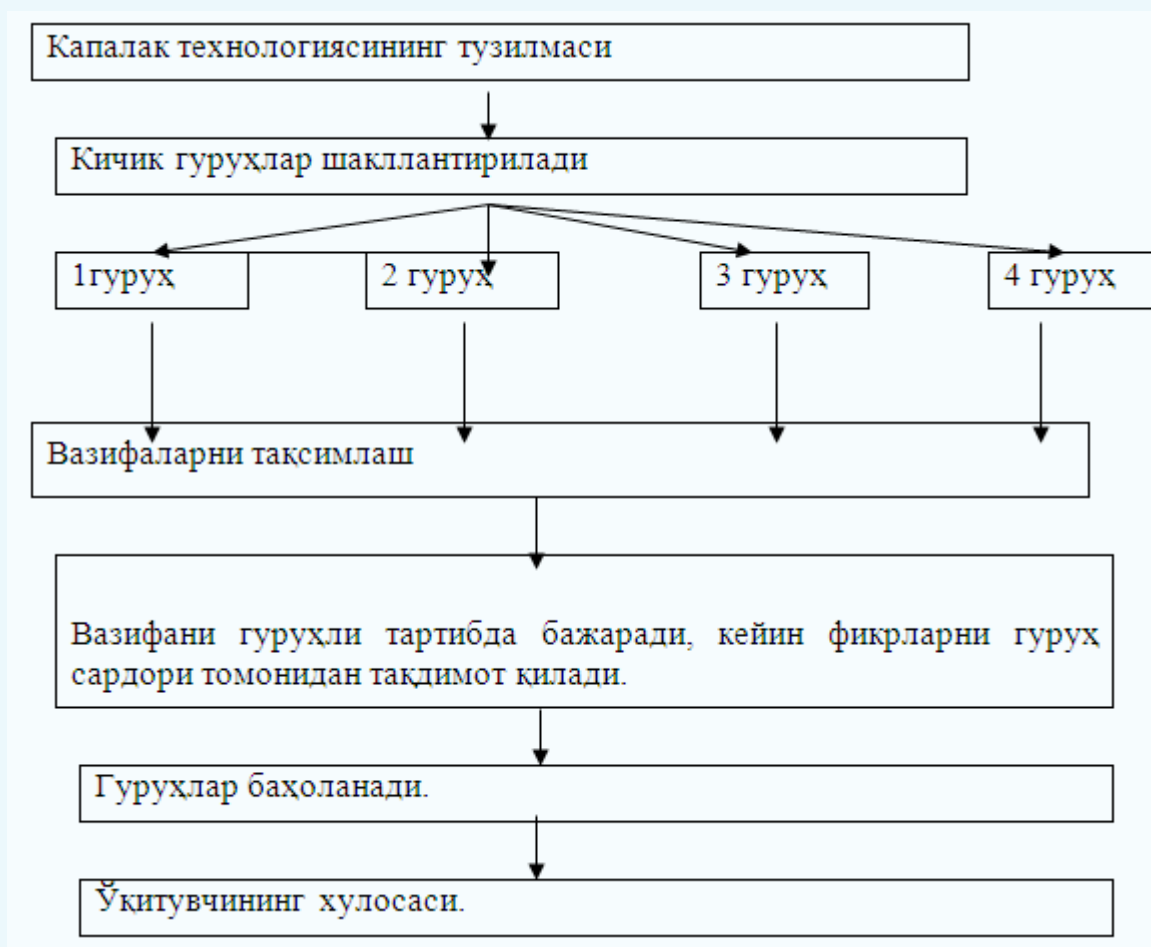 Капалак технологиясининг тузилмаси
Кичик гуруҳлар шакллантирилади
1гуруҳ
2 гуруҳ
3 гуруҳ
4 гуруҳ
Вазифаларни тақсимлаш
Вазифани гуруҳли тартибда бажаради, кейин фикрларни гуруҳ
сардори томонидан тақдимот қилади.
Гуруҳлар баҳоланади.
Ўқитувчининг хулосаси.